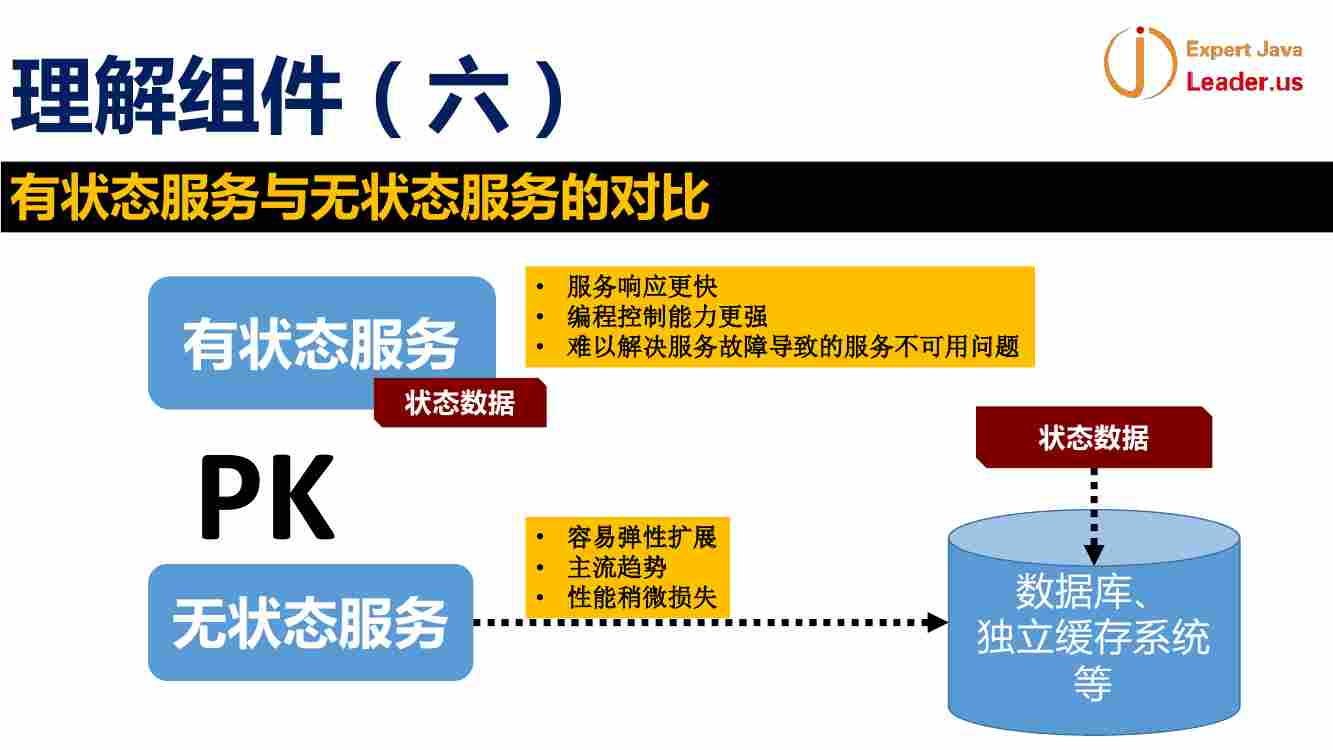 理解组件（六）
Expert Java
Leader.us
有状态服务与无状态服务的对比
有状态服务
状态数据
• 服务响应更快
• 编程控制能力更强
• 难以解决服务故障导致的服务不可用问题
PK
无状态服务
• 容易弹性扩展
• 主流趋势
• 性能稍微损失
状态数据
数据库、
独立缓存系统
等